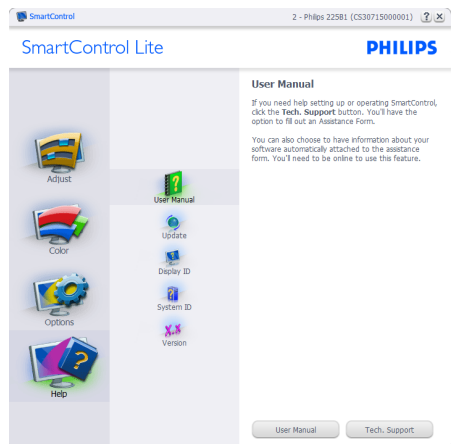 SmartControl
2 - Philips 225B1 (CS30715000001)
?
X
SmartControl Lite
PHILIPS
Adjust
Color
Options
?
Help
?
User Manual
Update
?
Display ID
?
System ID
X.X
Version
User Manual
If you need help setting up or operating SmartControl,
click the Tech. Support button. You'll have the
option to fill out an Assistance Form.
You can also choose to have information about your
software automatically attached to the assistance
form. You'll need to be online to use this feature.
User Manual
Tech. Support